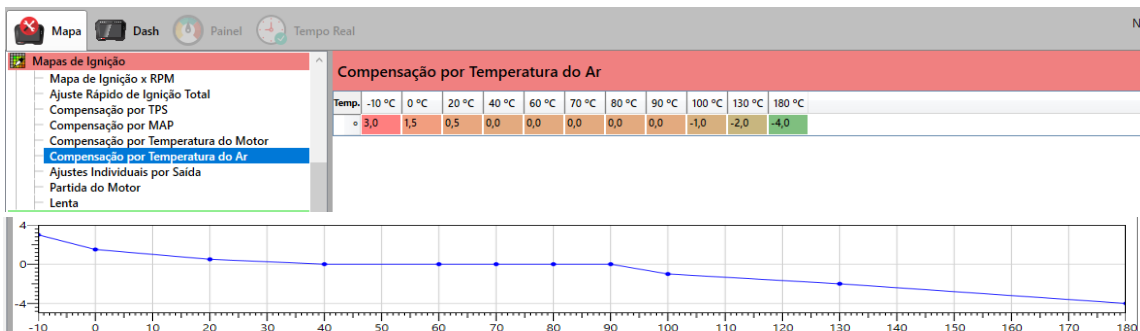 N
Mapa Dash Painel Tempo Real
Mapas de Ignição
Mapa de Ignição x RPM
Ajuste Rápido de Ignição Total
Compensação por TPS
Compensação por MAP
Compensação por Temperatura do Motor
Compensação por Temperatura do Ar
Ajustes Individuais por Saída
Partida do Motor
Lenta
Compensação por Temperatura do Ar
Temp. -10 °C 0 °C 20 °C 40 °C 60 °C 70 °C 80 °C 90 °C 100 °C 130 °C 180 °C
° 3,0 1,5 0,5 0,0 0,0 0,0 0,0 0,0 -1,0 -2,0 -4,0
4
0
-4
-10 0 10 20 30 40 50 60 70 80 90 100 110 120 130 140 150 160 170 180